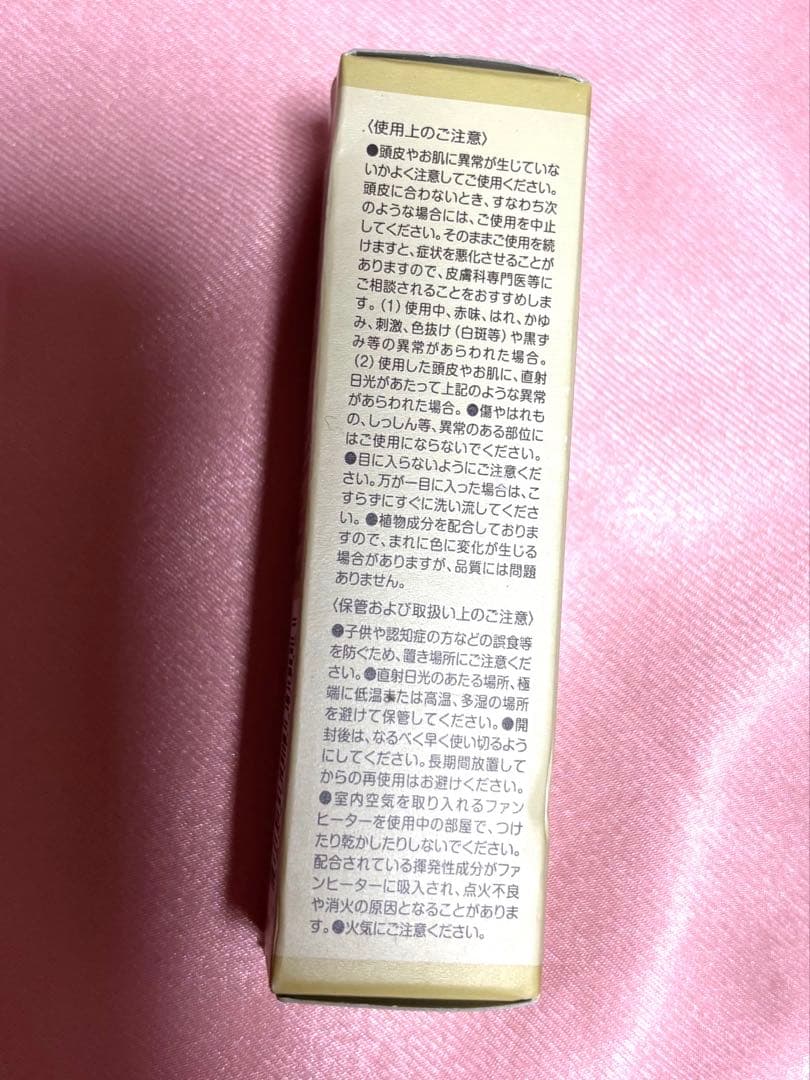 〈使用上のご注意〉
●頭皮やお肌に異常が生じていな
いかよく注意してご使用ください。
頭皮に合わないとき、すなわち次
のような場合には、ご使用を中止
してください。そのままご使用を続
けますと、症状を悪化させることが
ありますので、皮膚科専門医等に
ご相談されることをおすすめしま
す。(1)使用中、赤味、はれ、かゆ
み、刺激、色抜け(白斑等)や黒ず
み等の異常があらわれた場合。
(2)使用した頭皮やお肌に、直射
日光があたって上記のような異常
があらわれた場合。●傷やはれも
の、しっしん等、異常のある部位に
はご使用にならないでください。
●目に入らないようにご注意くだ
さい。万が一目に入った場合は、こ
すらずにすぐに洗い流してくださ
い。●植物成分を配合しておりま
すので、まれに色に変化が生じる
場合がありますが、品質には問題
ありません。
〈保管および取扱い上のご注意〉
●子供や認知症の方などの誤食等
を防ぐため、置き場所にご注意くだ
さい。●直射日光のあたる場所、極
端に低温または高温、多湿の場所
を避けて保管してください。●開
封後は、なるべく早く使い切るよう
にしてください。長期間放置して
からの再使用はお避けください。
●室内空気を取り入れるファン
ヒーターを使用中の部屋で、つけ
たり乾かしたりしないでください。
配合されている揮発性成分がファ
ンヒーターに吸入され、点火不良
や消火の原因となることがありま
す。●火気にご注意ください。